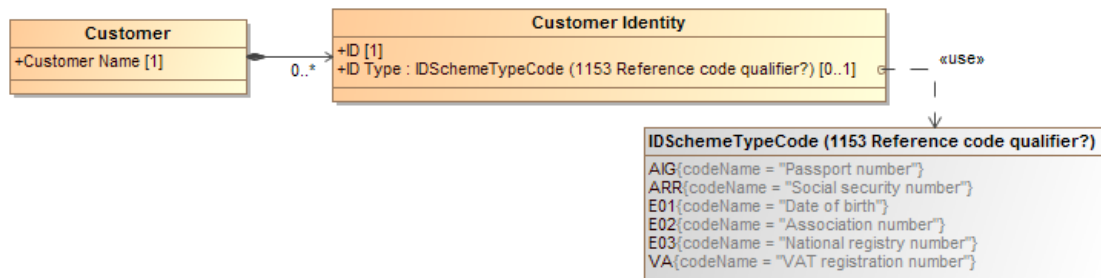 Customer
+Customer Name [1]
0..*
Customer Identity
+ID [1]
+ID Type : IDSchemeTypeCode (1153 Reference code qualifier?) [0..1]
«use»
IDSchemeTypeCode (1153 Reference code qualifier?)
AIG{codeName = "Passport number"}
ARR{codeName = "Social security number"}
E01{codeName = "Date of birth"}
E02{codeName = "Association number"}
E03{codeName = "National registry number"}
VA{codeName = "VAT registration number"}